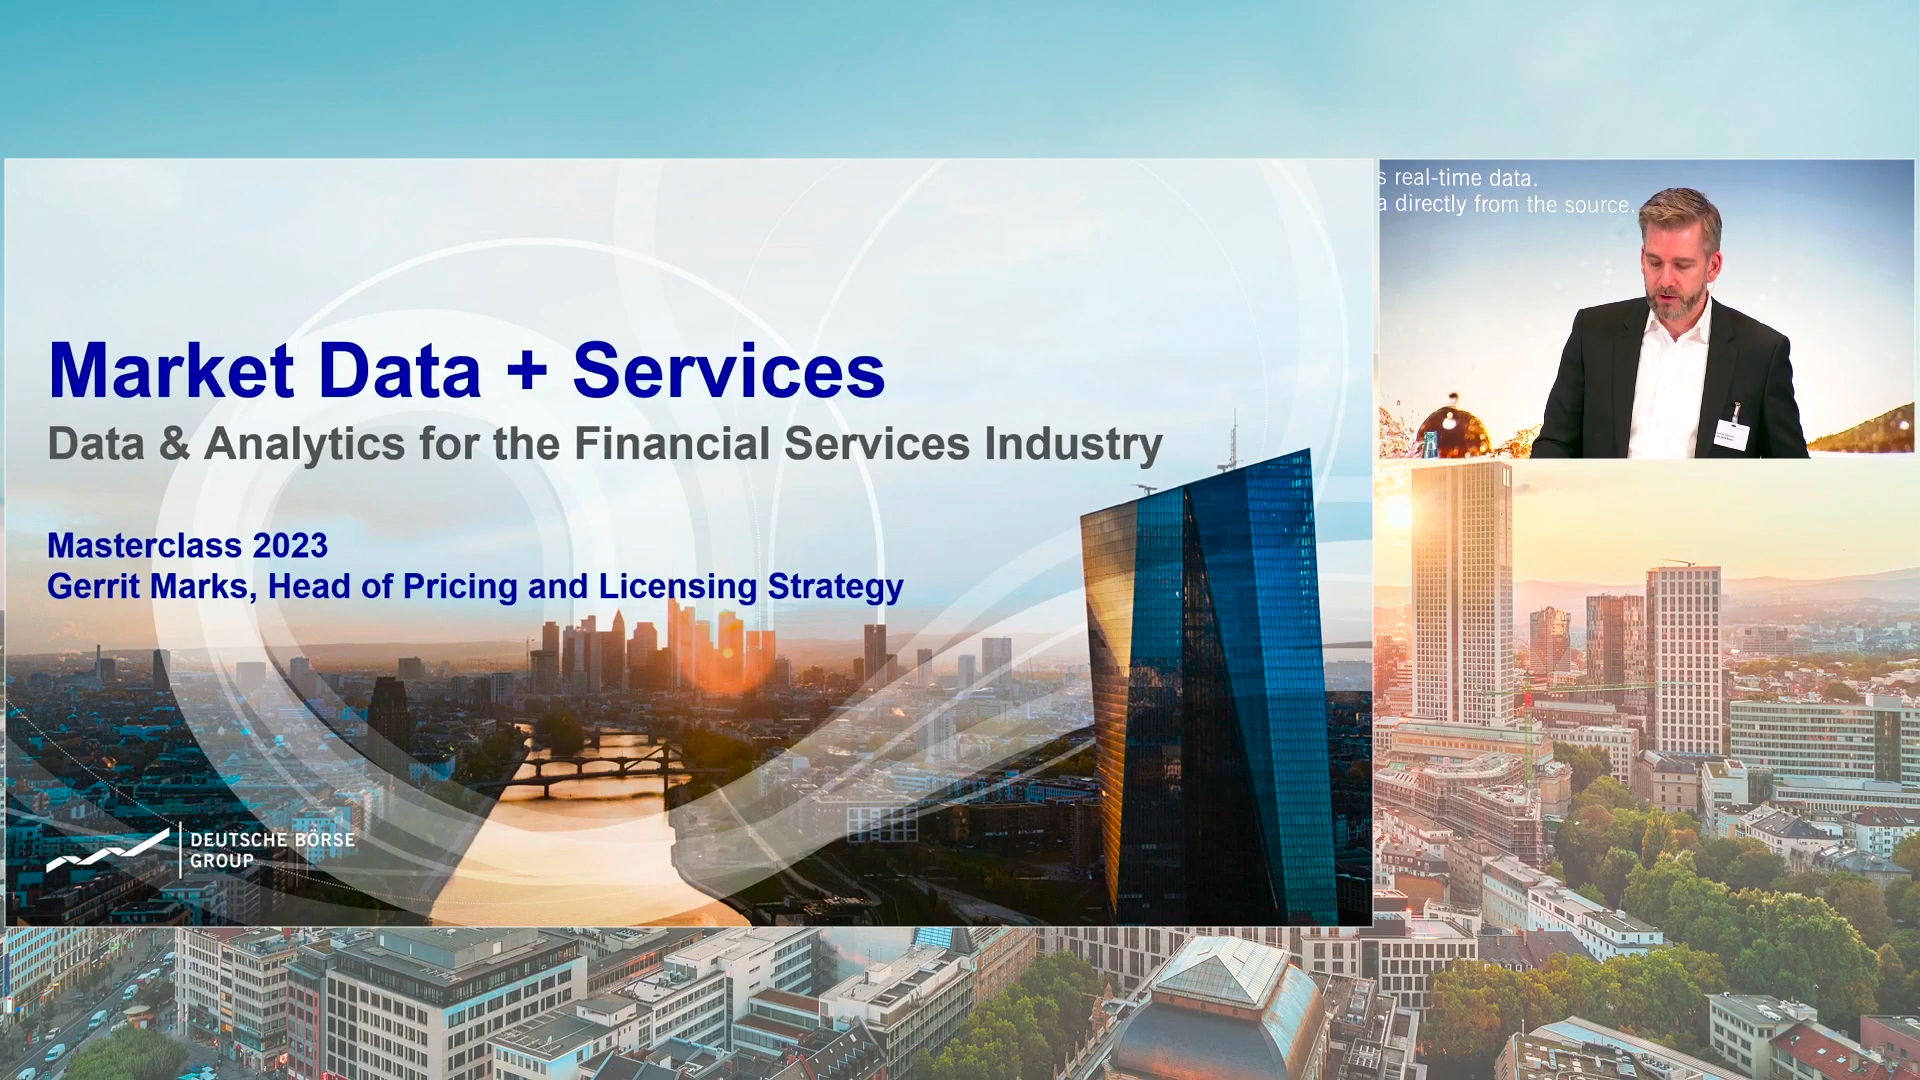 Market Data + Services
Data & Analytics for the Financial Services Industry
Masterclass 2023
Gerrit Marks, Head of Pricing and Licensing Strategy
DEUTSCHE BÖRSE
GROUP
s real-time data.
a directly from the source.